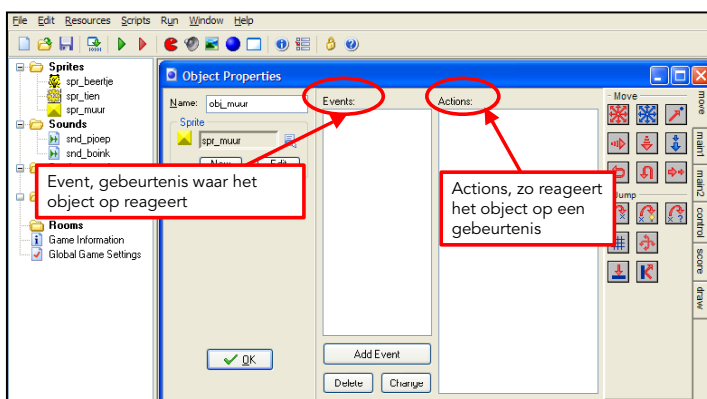 File Edit Resources Scripts Run Window Help
Sprites
spr_beertje
spr_tien
spr_muur
Sounds
snd_pjoep
snd_boink
Rooms
Game Information
Global Game Settings
Object Properties
Name: obj_muur
Sprite
spr_muur
New Edit
OK
Events:
Add Event
Delete Change
Actions:
Event, gebeurtenis waar het
object op reageert
Actions, zo reageert
het object op een
gebeurtenis
Move
Jump
move
main1
main2
control
score
draw